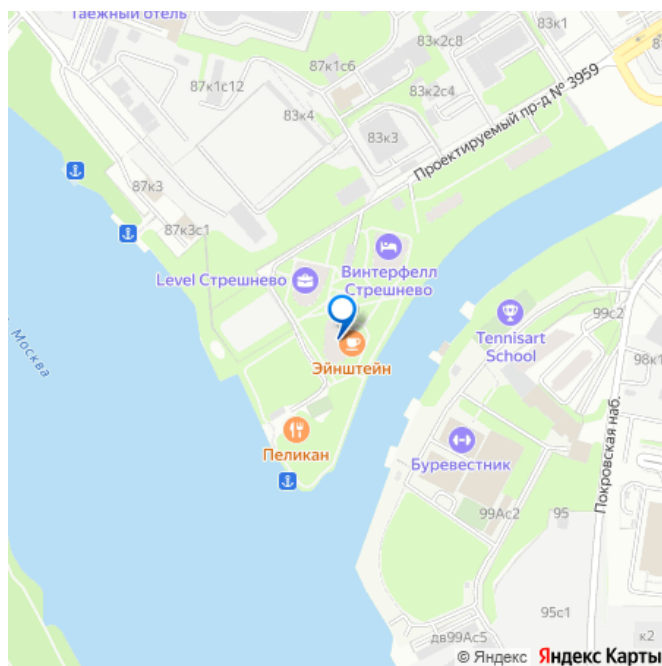 Таёжный отель
83к1
83к2с8
87к1с6
87к1с12
83к2с4
Проектируемый пр-д № 3959
83к4
83к3
87к3
87к3с1
Level Стрешнево
Винтерфелл
Стрешнево
99с2
Tennisart
School
98к1
Москва
Эйнштейн
Пеликан
Буревестник
Покровская наб.
99Ас2
95
95с1
дв99Ас5
к2
© Яндекс Яндекс Карты